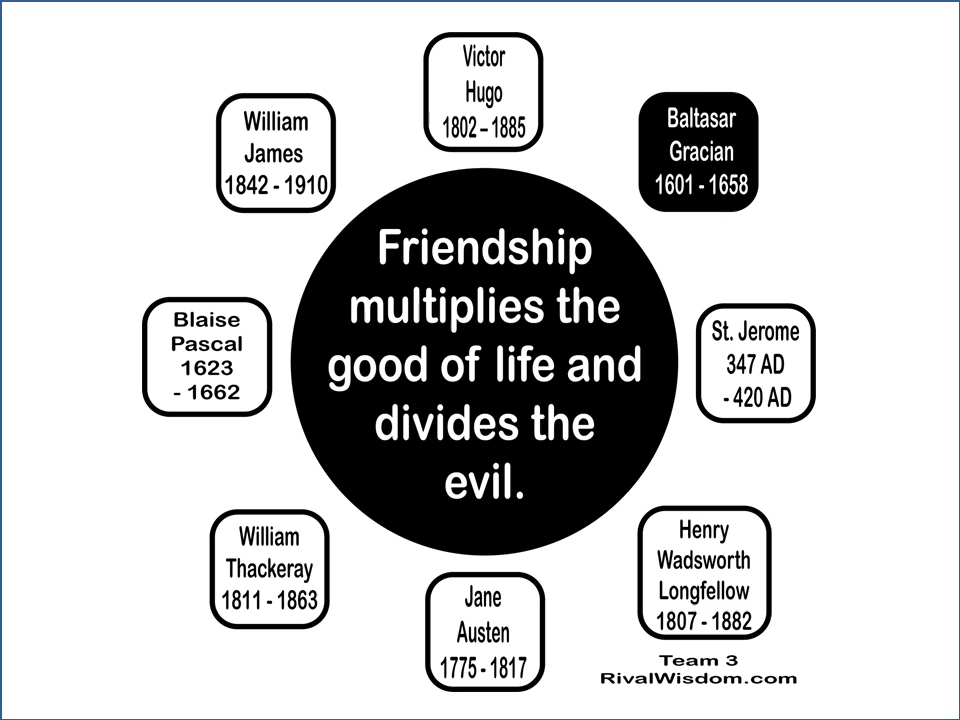 Victor
Hugo
1802 – 1885
William
James
1842 - 1910
Baltasar
Gracian
1601 - 1658
Friendship
multiplies the
good of life and
divides the
evil.
Blaise
Pascal
1623
- 1662
St. Jerome
347 AD
- 420 AD
William
Thackeray
1811 - 1863
Jane
Austen
1775 - 1817
Henry
Wadsworth
Longfellow
1807 - 1882
Team 3
RivalWisdom.com